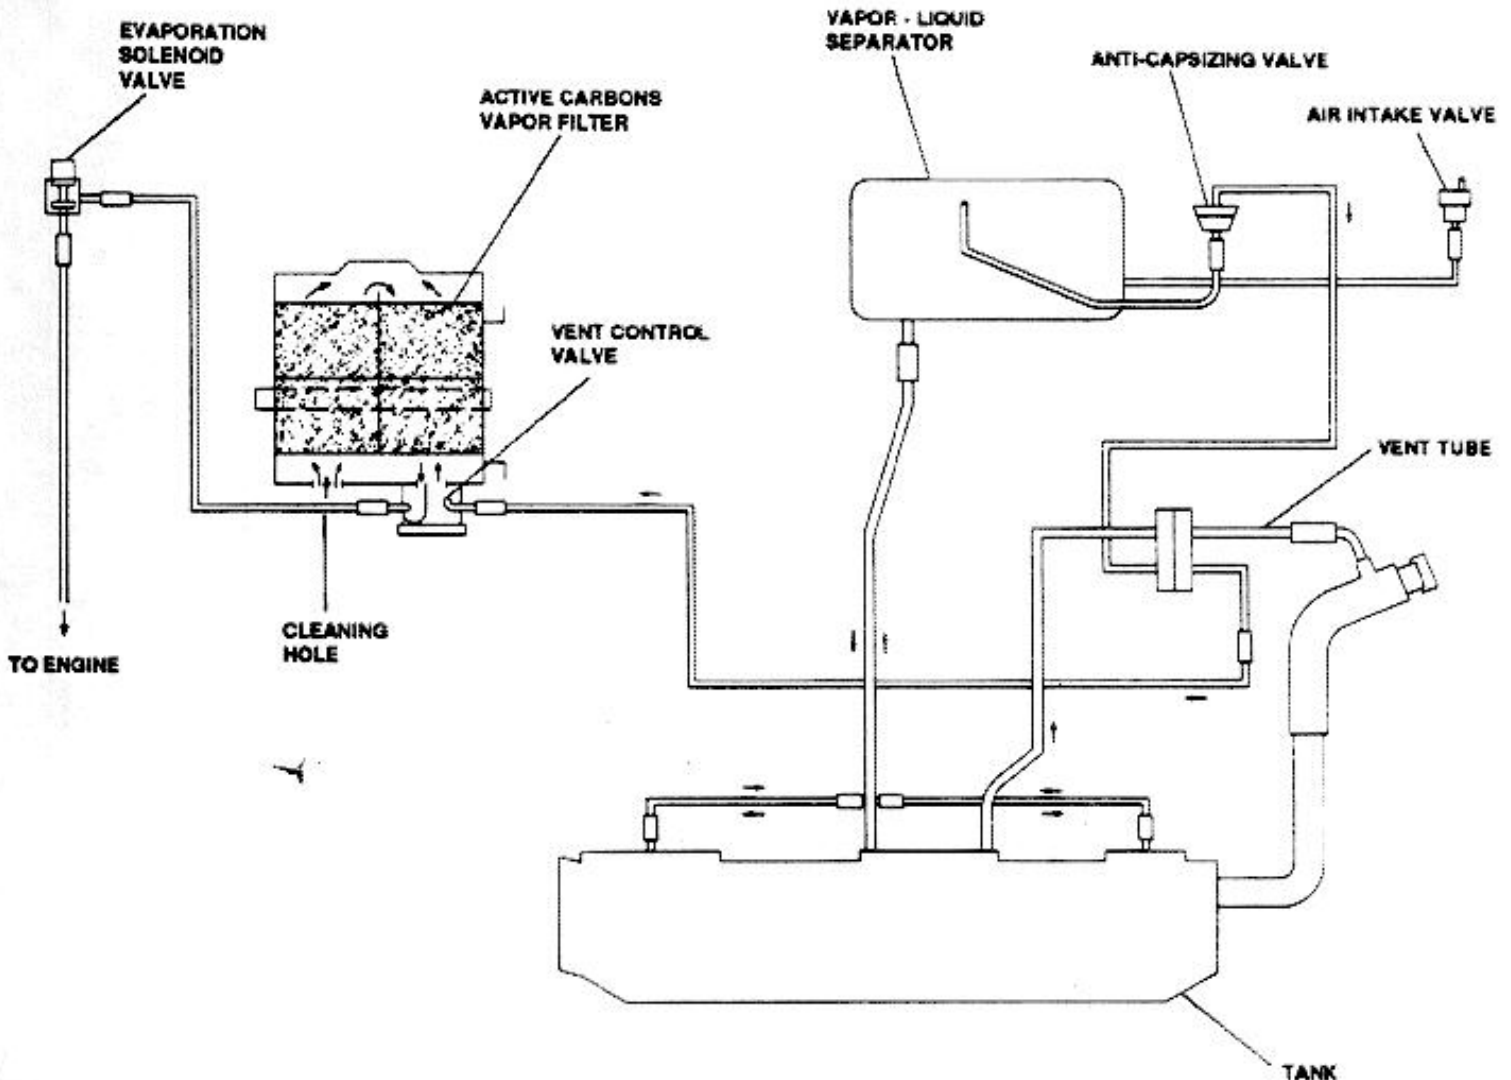 EVAPORATION
SOLENOID
VALVE
ACTIVE CARBONS
VAPOR FILTER
VAPOR - LIQUID
SEPARATOR
ANTI-CAPSIZING VALVE
AIR INTAKE VALVE
VENT CONTROL
VALVE
VENT TUBE
CLEANING
HOLE
TO ENGINE
TANK